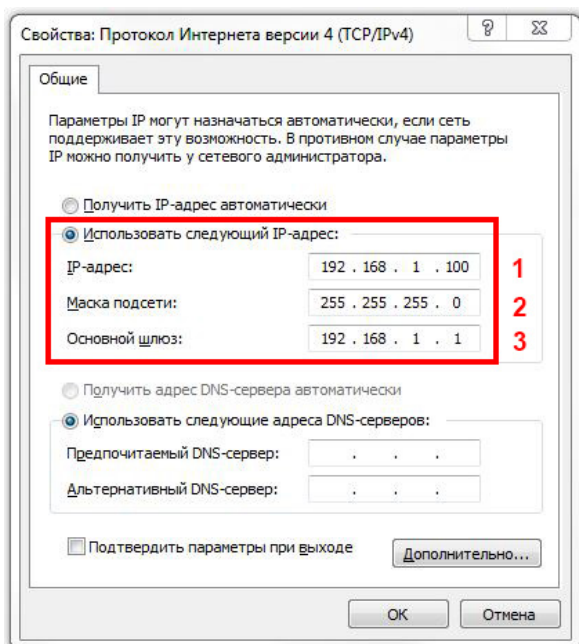 Свойства: Протокол Интернета версии 4 (TCP/IPv4)
Общие
Параметры IP могут назначаться автоматически, если сеть
поддерживает эту возможность. В противном случае параметры
IP можно получить у сетевого администратора.
Получить IP-адрес автоматически
Использовать следующий IP-адрес:
IP-адрес: 192 . 168 . 1 . 100 1
Маска подсети: 255 . 255 . 255 . 0 2
Основной шлюз: 192 . 168 . 1 . 1 3
Получить адрес DNS-сервера автоматически
Использовать следующие адреса DNS-серверов:
Предпочитаемый DNS-сервер: . . .
Альтернативный DNS-сервер: . . .
Подтвердить параметры при выходе Дополнительно...
ОК Отмена